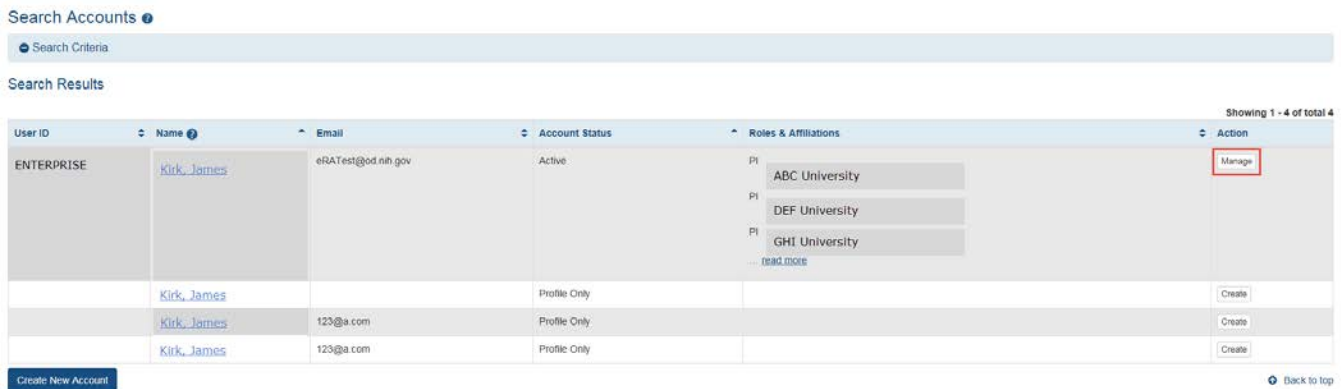 Search Accounts
Search Criteria
Search Results
Showing 1 - 4 of total 4
User ID Name Email Account Status Roles & Affiliations Action
ENTERPRISE Kirk, James eRATest@od.nih.gov Active PI Manage
ABC University
PI
DEF University
PI
GHI University
... read more
Kirk, James Profile Only Create
Kirk, James 123@a.com Profile Only Create
Kirk, James 123@a.com Profile Only Create
Create New Account Back to top